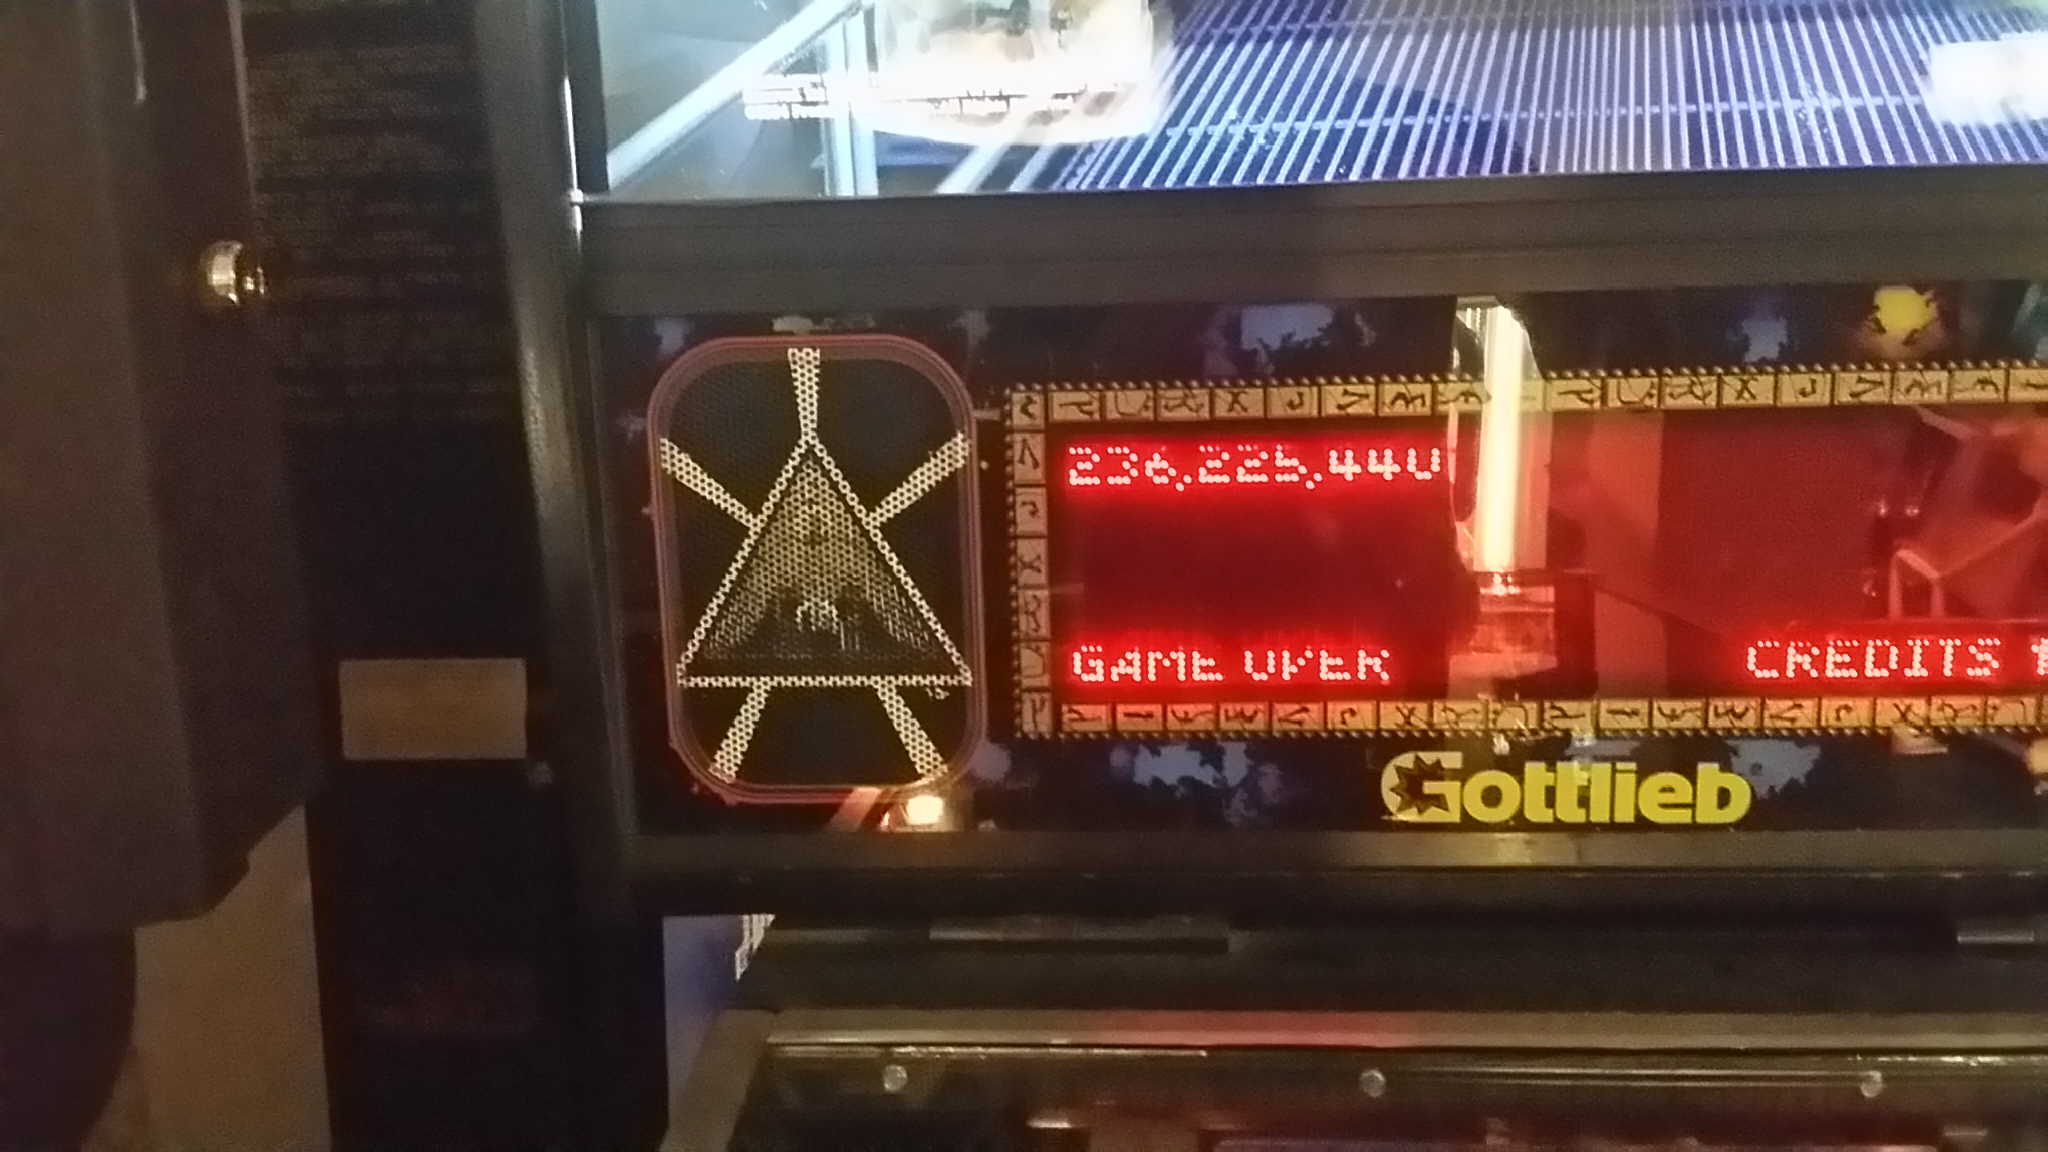 236,225,440
GAME OVER
CREDITS
Gottlieb